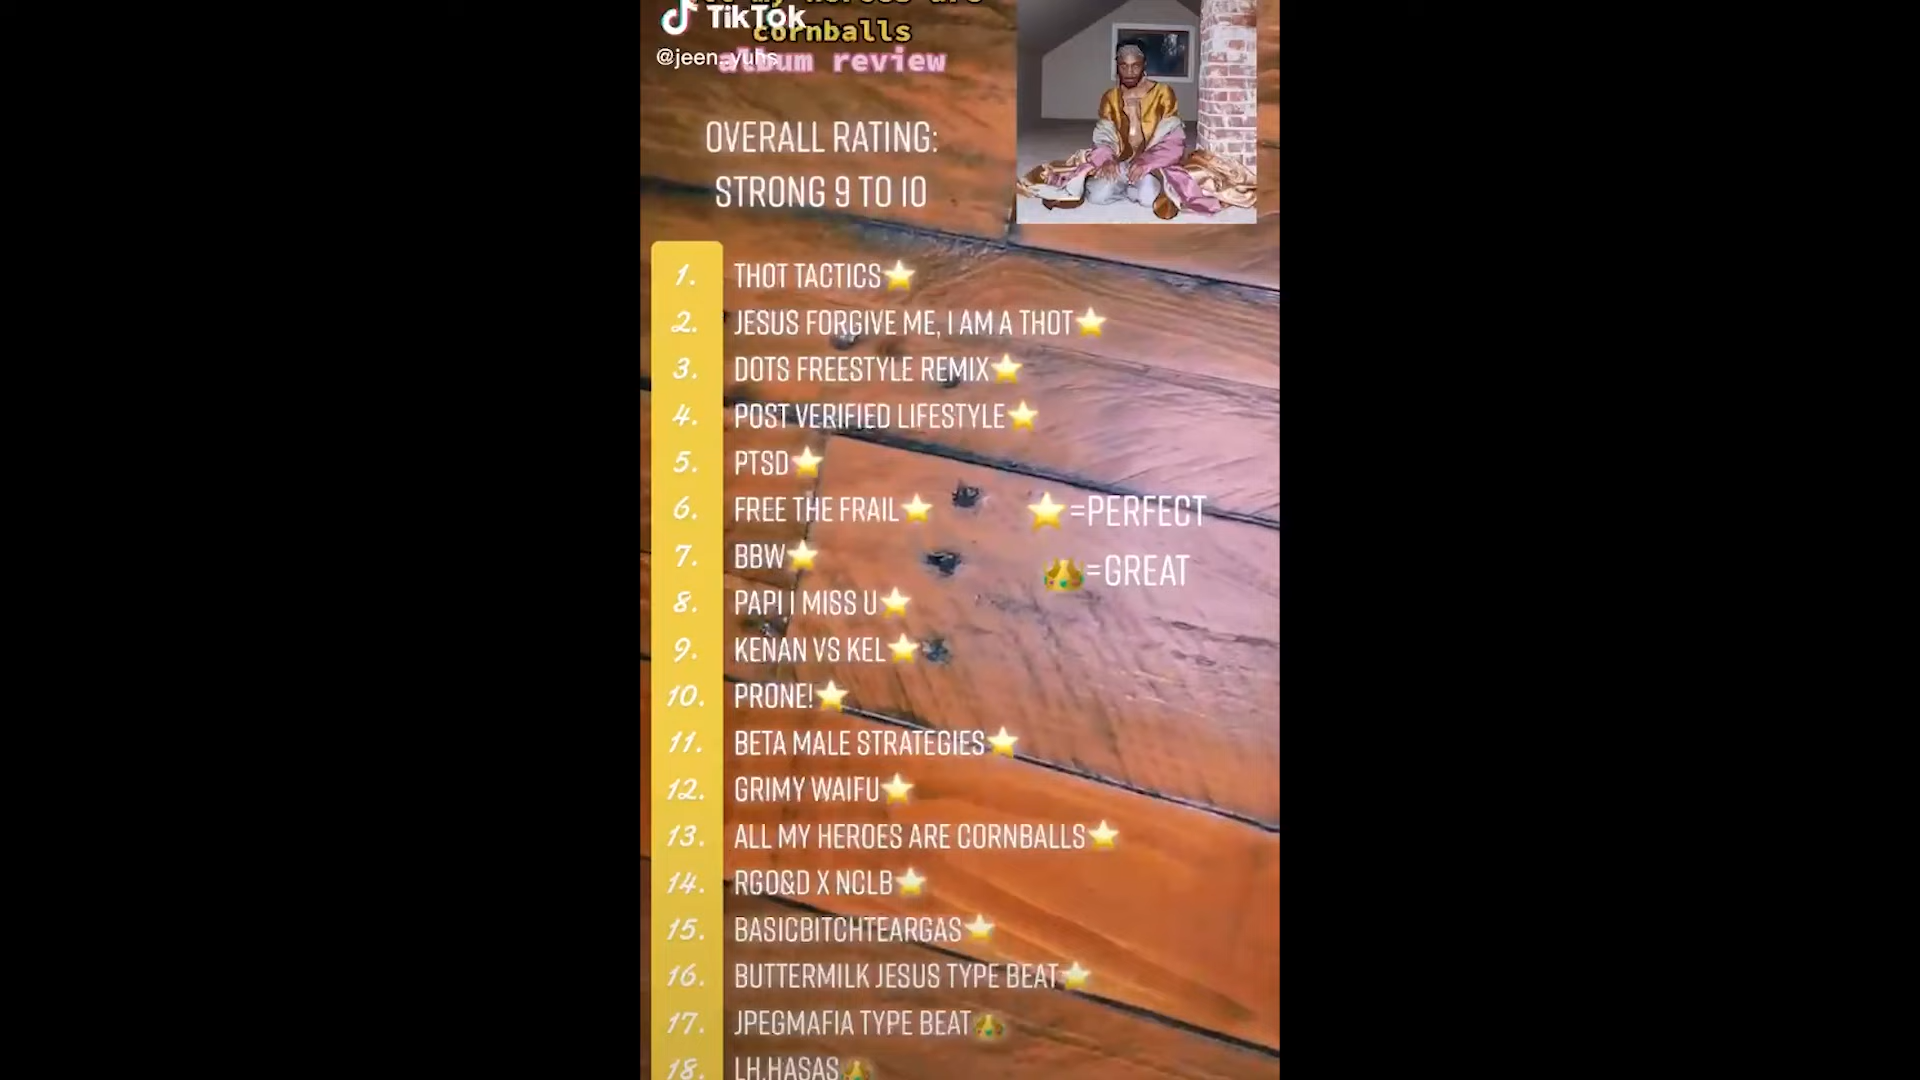 TikTok
cornballs
@jeen_yuhs
album review
OVERALL RATING:
STRONG 9 TO 10
1. THOT TACTICS⭐
2. JESUS FORGIVE ME, I AM A THOT⭐
3. DOTS FREESTYLE REMIX⭐
4. POST VERIFIED LIFESTYLE⭐
5. PTSD⭐
6. FREE THE FRAIL⭐
7. BBW⭐
8. PAPI I MISS U⭐
9. KENAN VS KEL⭐
10. PRONE!⭐
11. BETA MALE STRATEGIES⭐
12. GRIMY WAIFU⭐
13. ALL MY HEROES ARE CORNBALLS⭐
14. RGO&D X NCLB⭐
15. BASICBITCHTEARGAS⭐
16. BUTTERMILK JESUS TYPE BEAT⭐
17. JPEGMAFIA TYPE BEAT👑
18. LH.HASAS👑
⭐=PERFECT
👑=GREAT